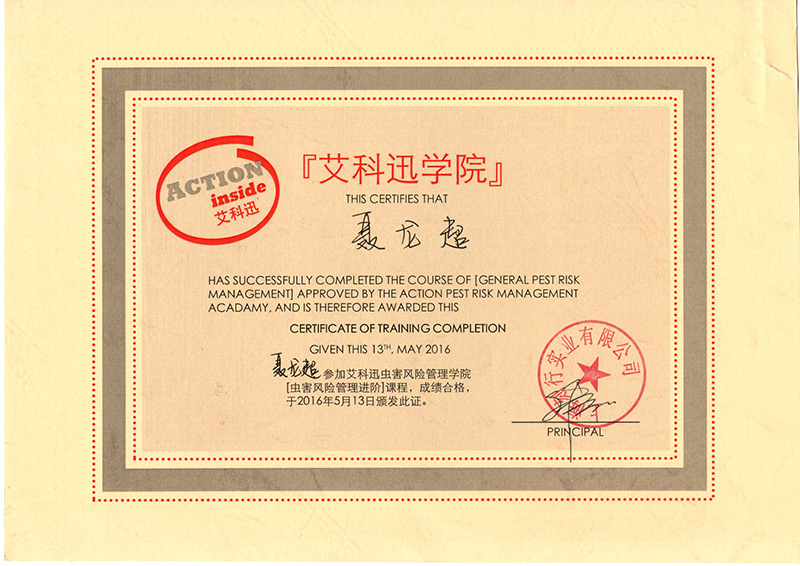 ACTION
inside
艾科迅
『艾科迅学院』
THIS CERTIFIES THAT
聂龙超
HAS SUCCESSFULLY COMPLETED THE COURSE OF [GENERAL PEST RISK
MANAGEMENT] APPROVED BY THE ACTION PEST RISK MANAGEMENT
ACADAMY, AND IS THEREFORE AWARDED THIS
CERTIFICATE OF TRAINING COMPLETION
GIVEN THIS 13TH, MAY 2016
聂龙超参加艾科迅虫害风险管理学院
[虫害风险管理进阶]课程，成绩合格，
于2016年5月13日颁发此证。
行实业有限公司
PRINCIPAL